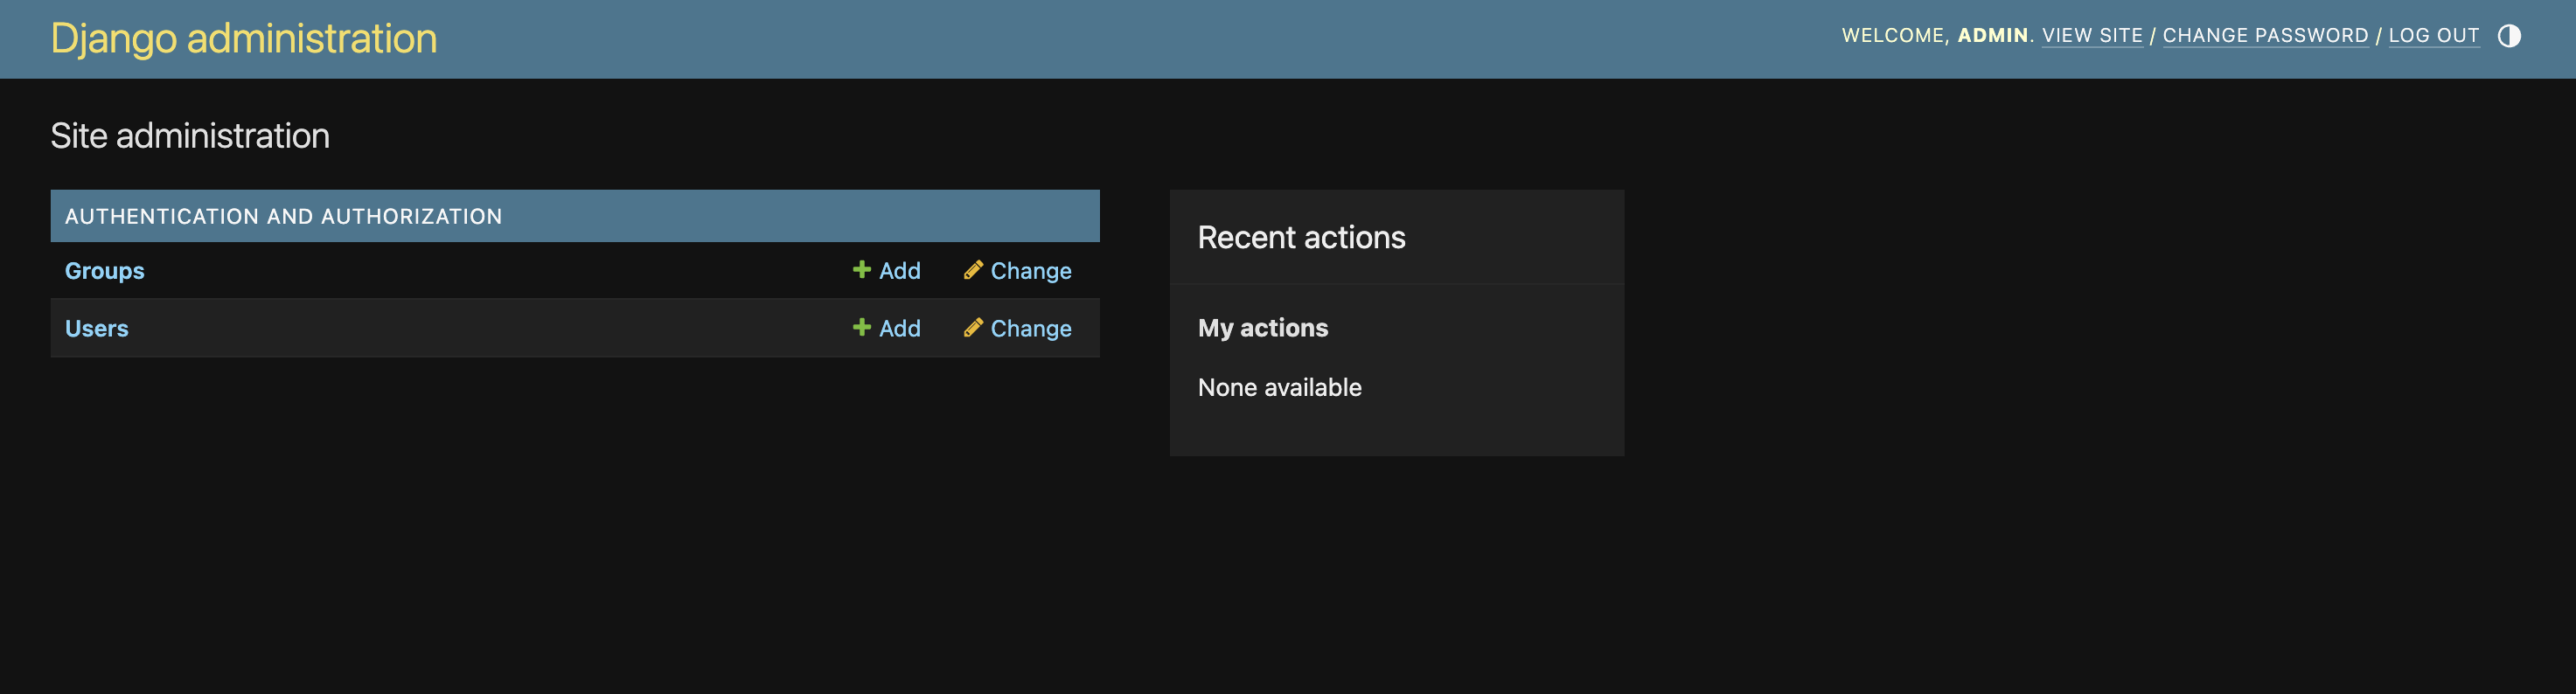 Django administration
WELCOME, ADMIN. VIEW SITE / CHANGE PASSWORD / LOG OUT
Site administration
AUTHENTICATION AND AUTHORIZATION
Groups Add Change
Users Add Change
Recent actions
My actions
None available